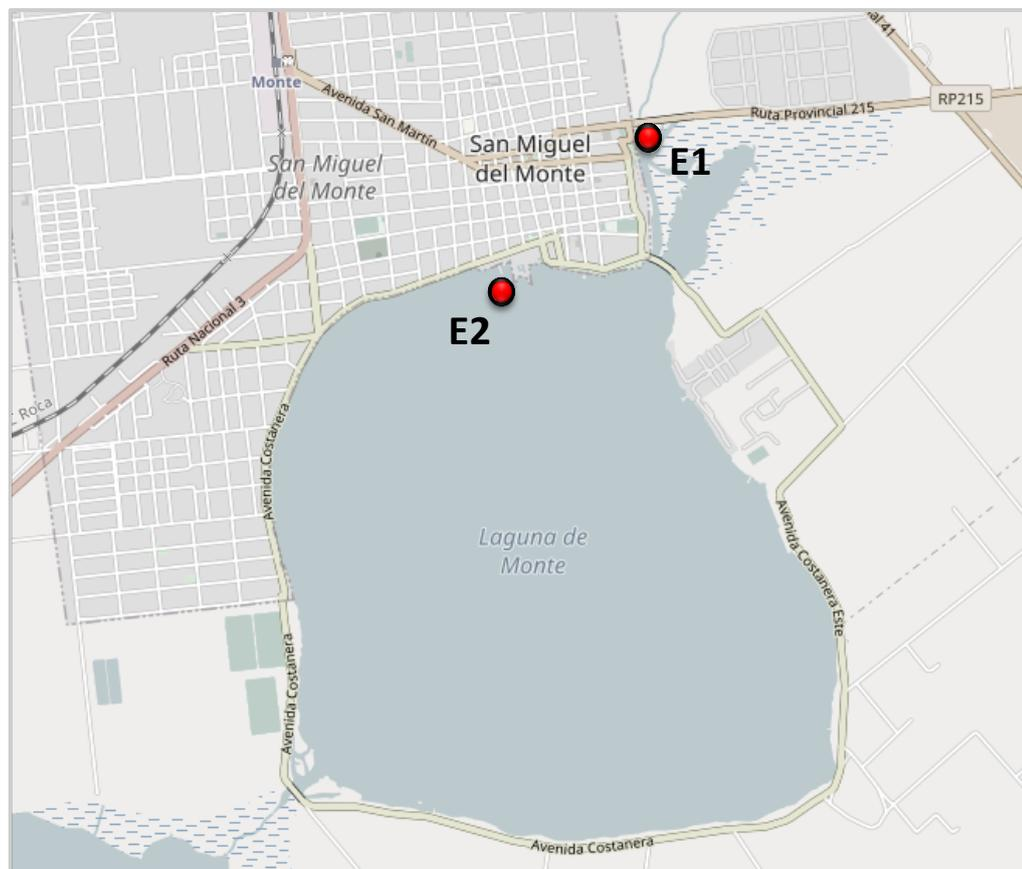 al 41
Monte
Avenida San Martín
RP215
Ruta Provincial 215
San Miguel
del Monte
E1
San Miguel
del Monte
E2
Ruta Nacional 3
Roca
Avenida Costanera
Laguna de
Monte
Avenida Costanera Este
Avenida Costanera
Avenida Costanera